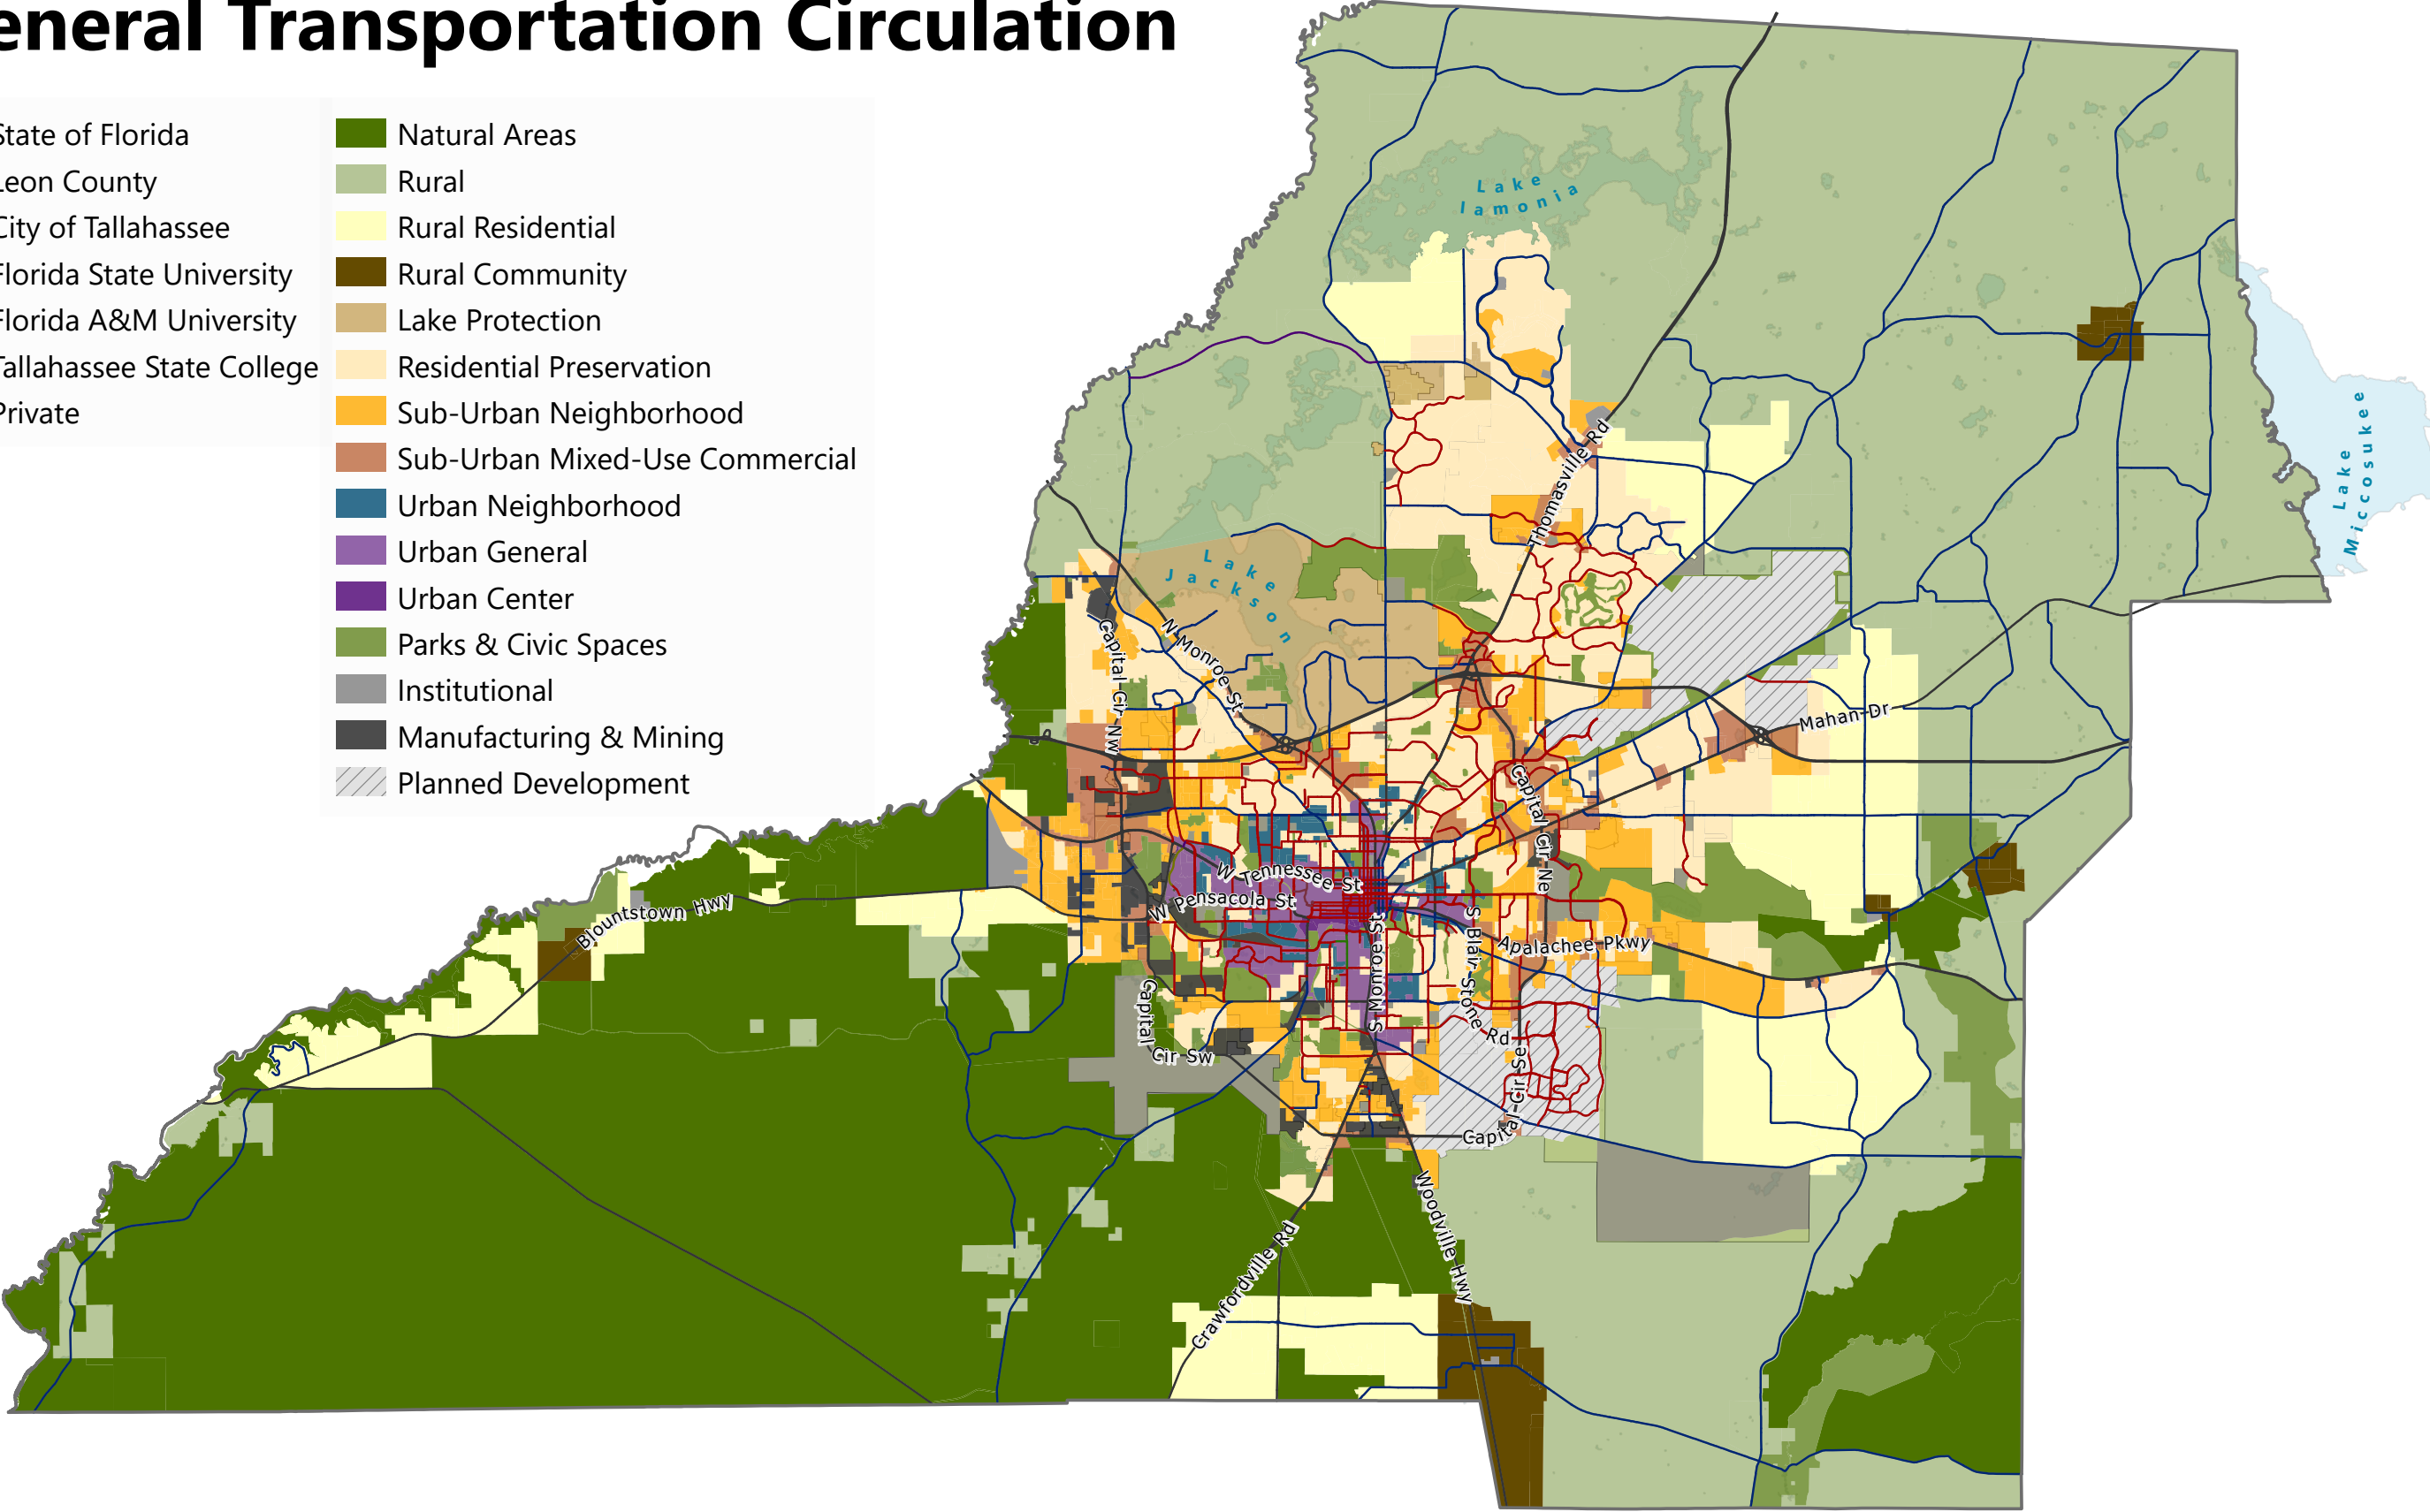 eneral Transportation Circulation
State of Florida
Leon County
City of Tallahassee
Florida State University
Florida A&M University
Tallahassee State College
Private
Natural Areas
Rural
Rural Residential
Rural Community
Lake Protection
Residential Preservation
Sub-Urban Neighborhood
Sub-Urban Mixed-Use Commercial
Urban Neighborhood
Urban General
Urban Center
Parks & Civic Spaces
Institutional
Manufacturing & Mining
Planned Development
Lake
Iamonia
Lake
Miccosukee
Thomasville Rd
Lake
Jackson
N Monroe St
Capital Cir NW
Mahan Dr
Capital Cir Ne
W Tennessee St
W Pensacola St
Blountstown Hwy
S Monroe St
S Blair Stone Rd
Apalachee Pkwy
Capital Cir Sw
Capital Cir Se
Woodville Hwy
Crawfordville Rd